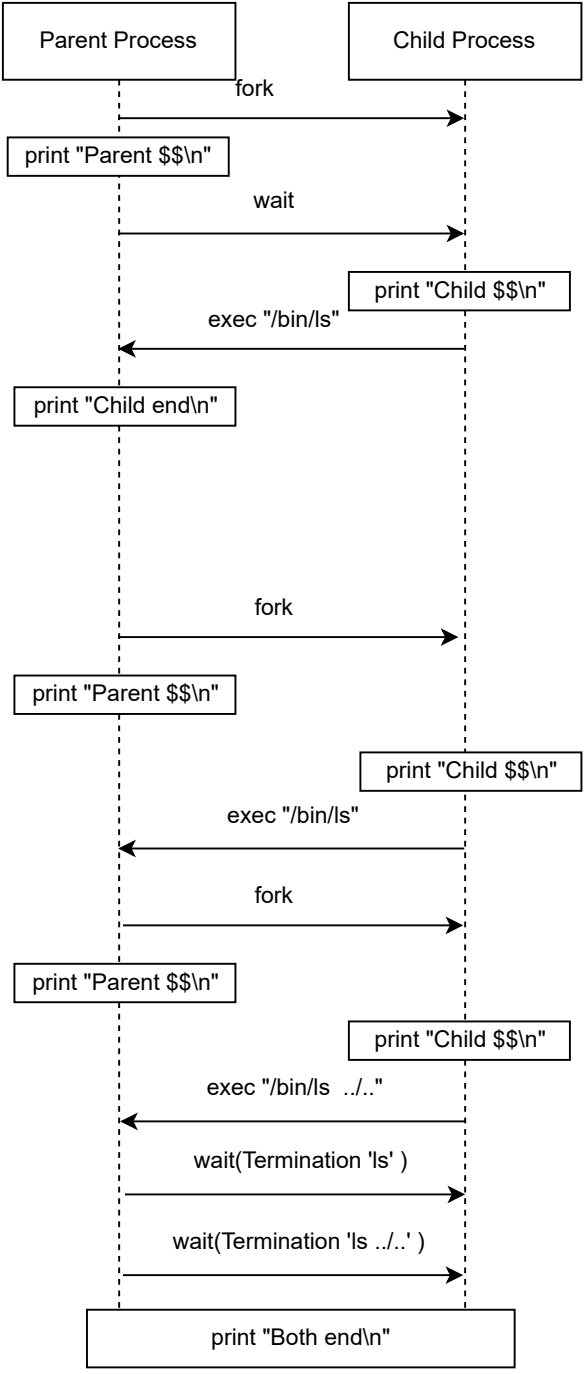 Parent Process
Child Process
fork
print "Parent $$\n"
wait
print "Child $$\n"
exec "/bin/ls"
print "Child end\n"
fork
print "Parent $$\n"
print "Child $$\n"
exec "/bin/ls"
fork
print "Parent $$\n"
print "Child $$\n"
exec "/bin/ls  ../.."
wait(Termination 'ls' )
wait(Termination 'ls ../..' )
print "Both end\n"